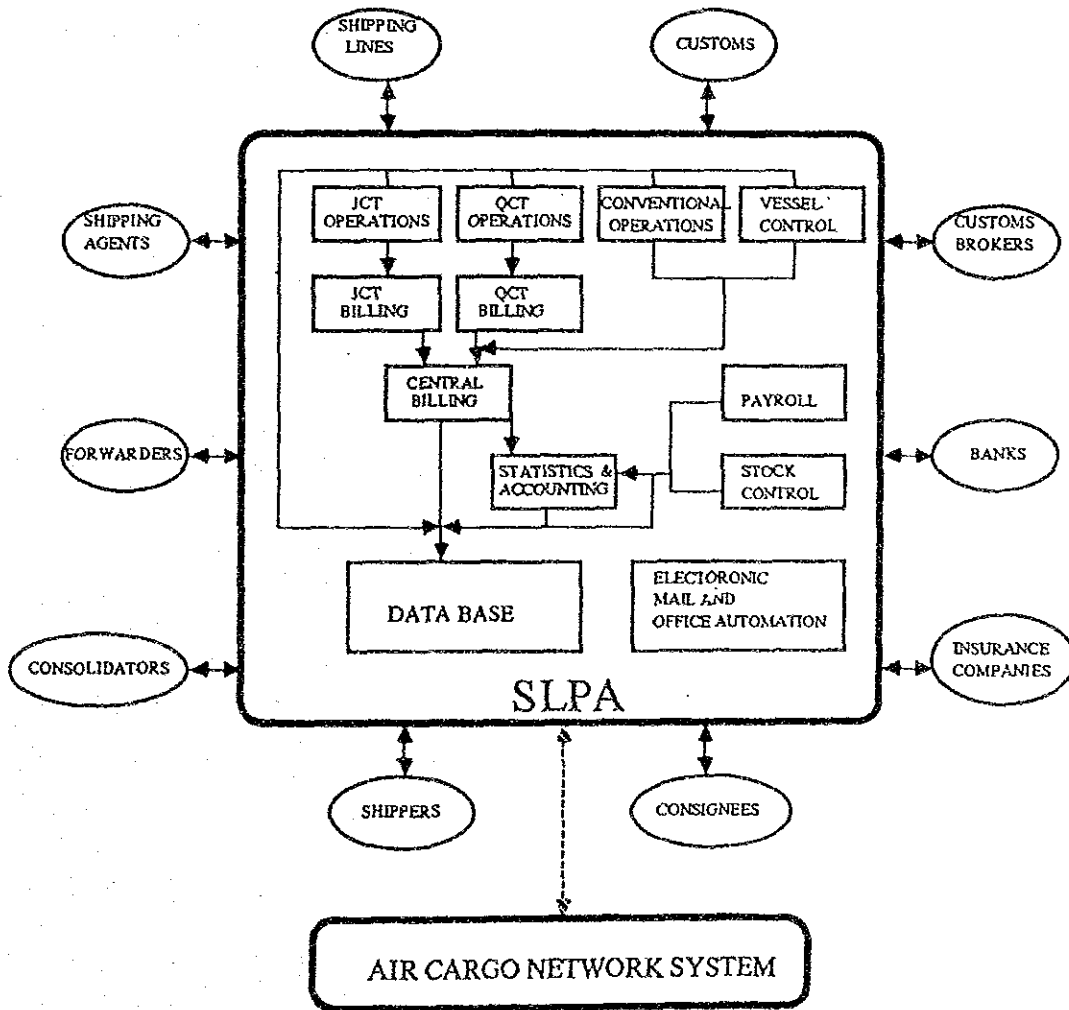 SHIPPING
LINES
CUSTOMS
SHIPPING
AGENTS
CUSTOMS
BROKERS
JCT
OPERATIONS
QCT
OPERATIONS
CONVENTIONAL
OPERATIONS
VESSEL
CONTROL
JCT
BILLING
QCT
BILLING
CENTRAL
BILLING
PAYROLL
FORWARDERS
BANKS
STATISTICS &
ACCOUNTING
STOCK
CONTROL
DATA BASE
ELECTORONIC
MAIL AND
OFFICE AUTOMATION
CONSOLIDATORS
INSURANCE
COMPANIES
SLPA
SHIPPERS
CONSIGNEES
AIR CARGO NETWORK SYSTEM